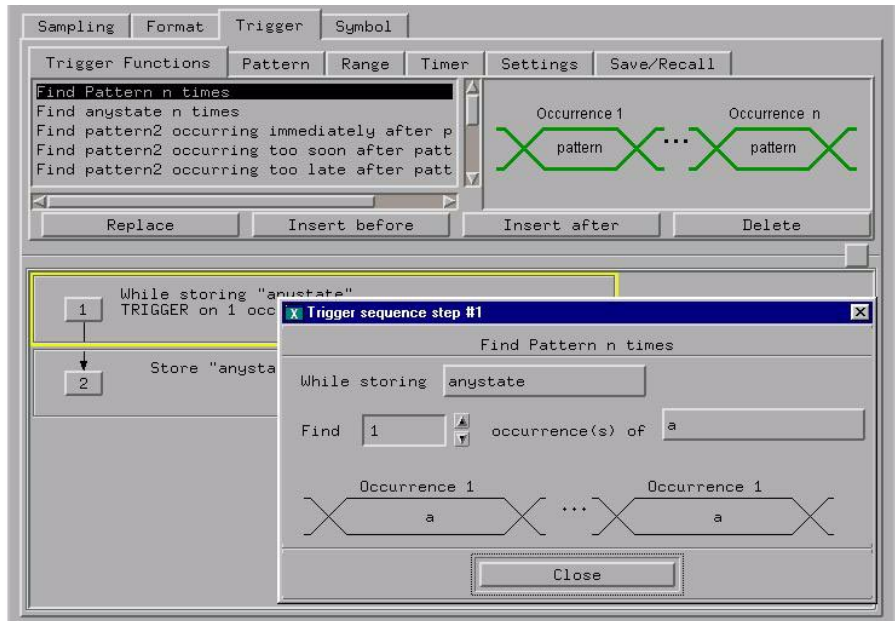 Sampling Format Trigger Symbol
Trigger Functions Pattern Range Timer Settings Save/Recall
Find Pattern n times
Find anystate n times
Find pattern2 occurring immediately after p
Find pattern2 occurring too soon after patt
Find pattern2 occurring too late after patt
Occurrence 1 Occurrence n
pattern ... pattern
Replace Insert before Insert after Delete
1 While storing "anystate"
TRIGGER on 1 occ
2 Store "anysta
X Trigger sequence step #1
Find Pattern n times
While storing anystate
Find 1 occurrence(s) of a
Occurrence 1 Occurrence 1
a ... a
Close